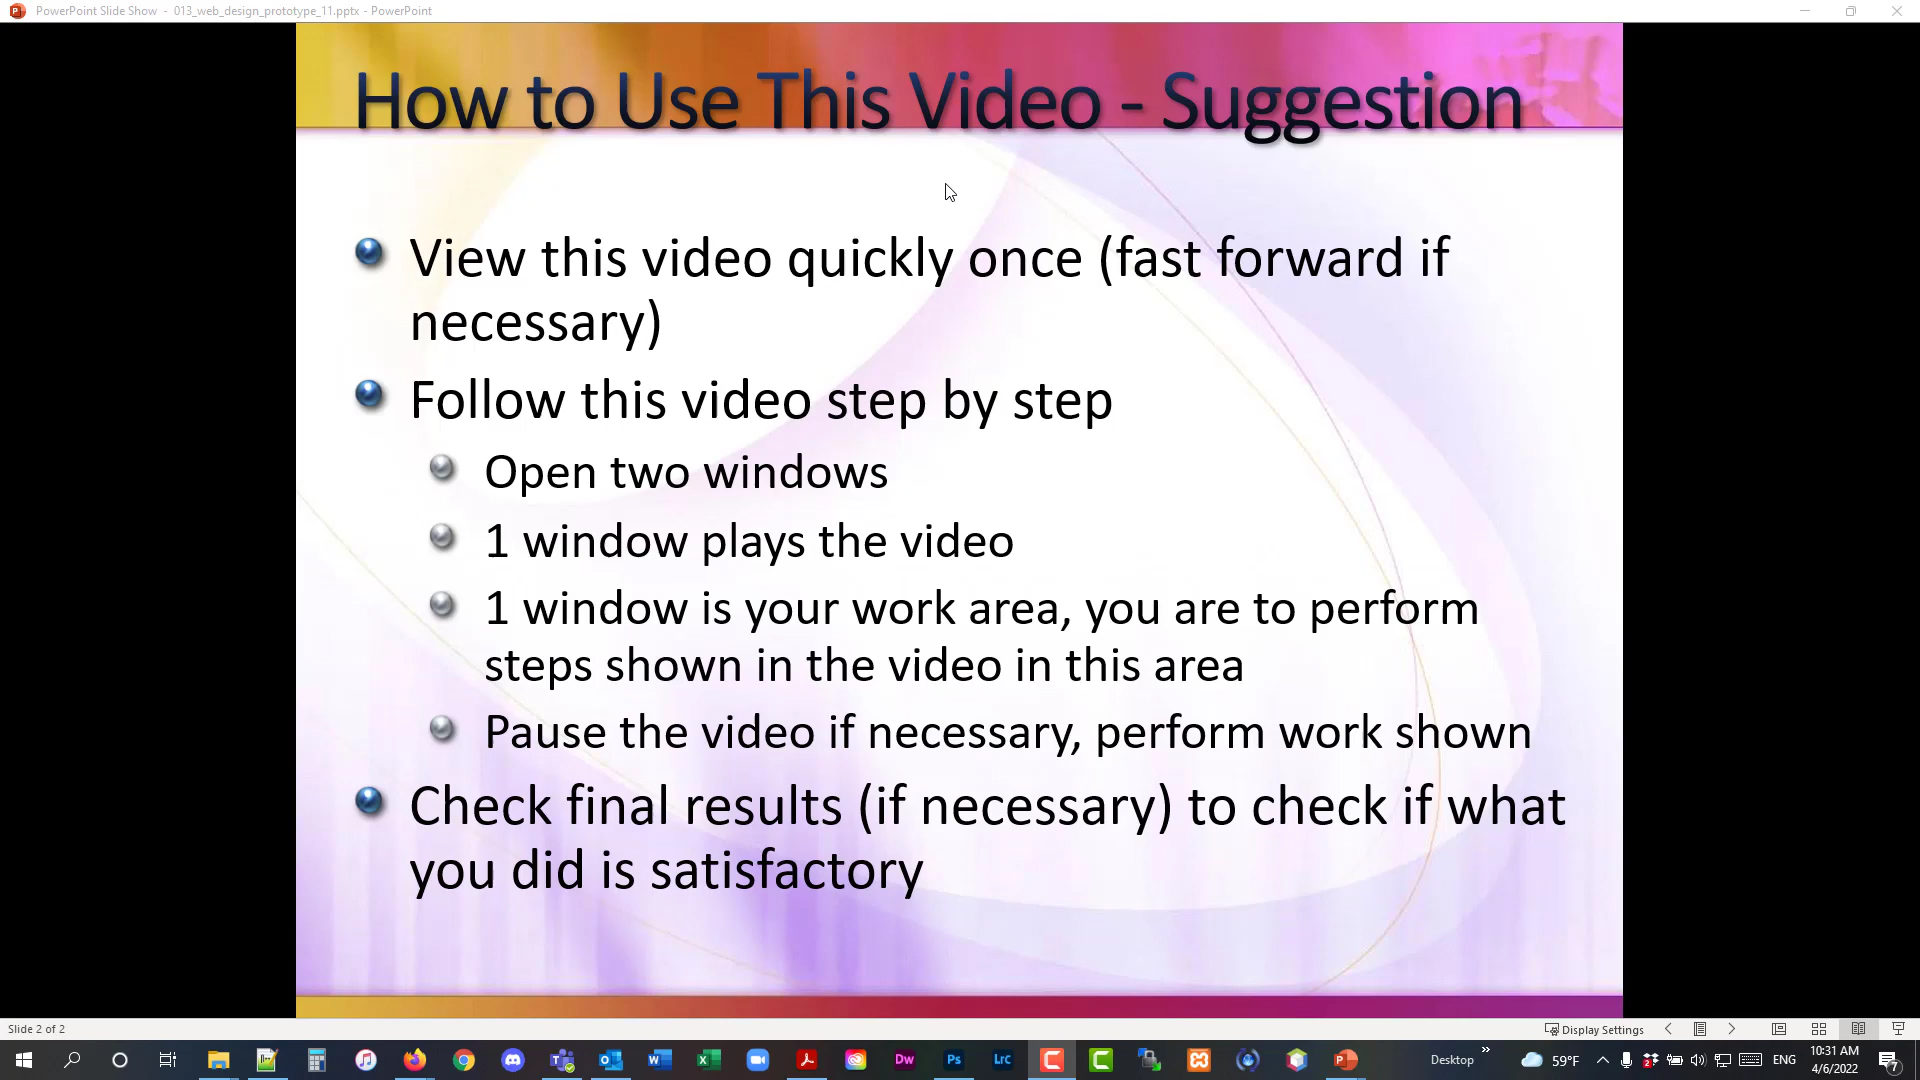 PowerPoint Slide Show - 013_web_design_prototype_11.pptx - PowerPoint
How to Use This Video - Suggestion
View this video quickly once (fast forward if
necessary)
Follow this video step by step
Open two windows
1 window plays the video
1 window is your work area, you are to perform
steps shown in the video in this area
Pause the video if necessary, perform work shown
Check final results (if necessary) to check if what
you did is satisfactory
Slide 2 of 2
Display Settings
Dw
Ps
Lrc
Desktop
59°F
ENG
10:31 AM
4/6/2022
7